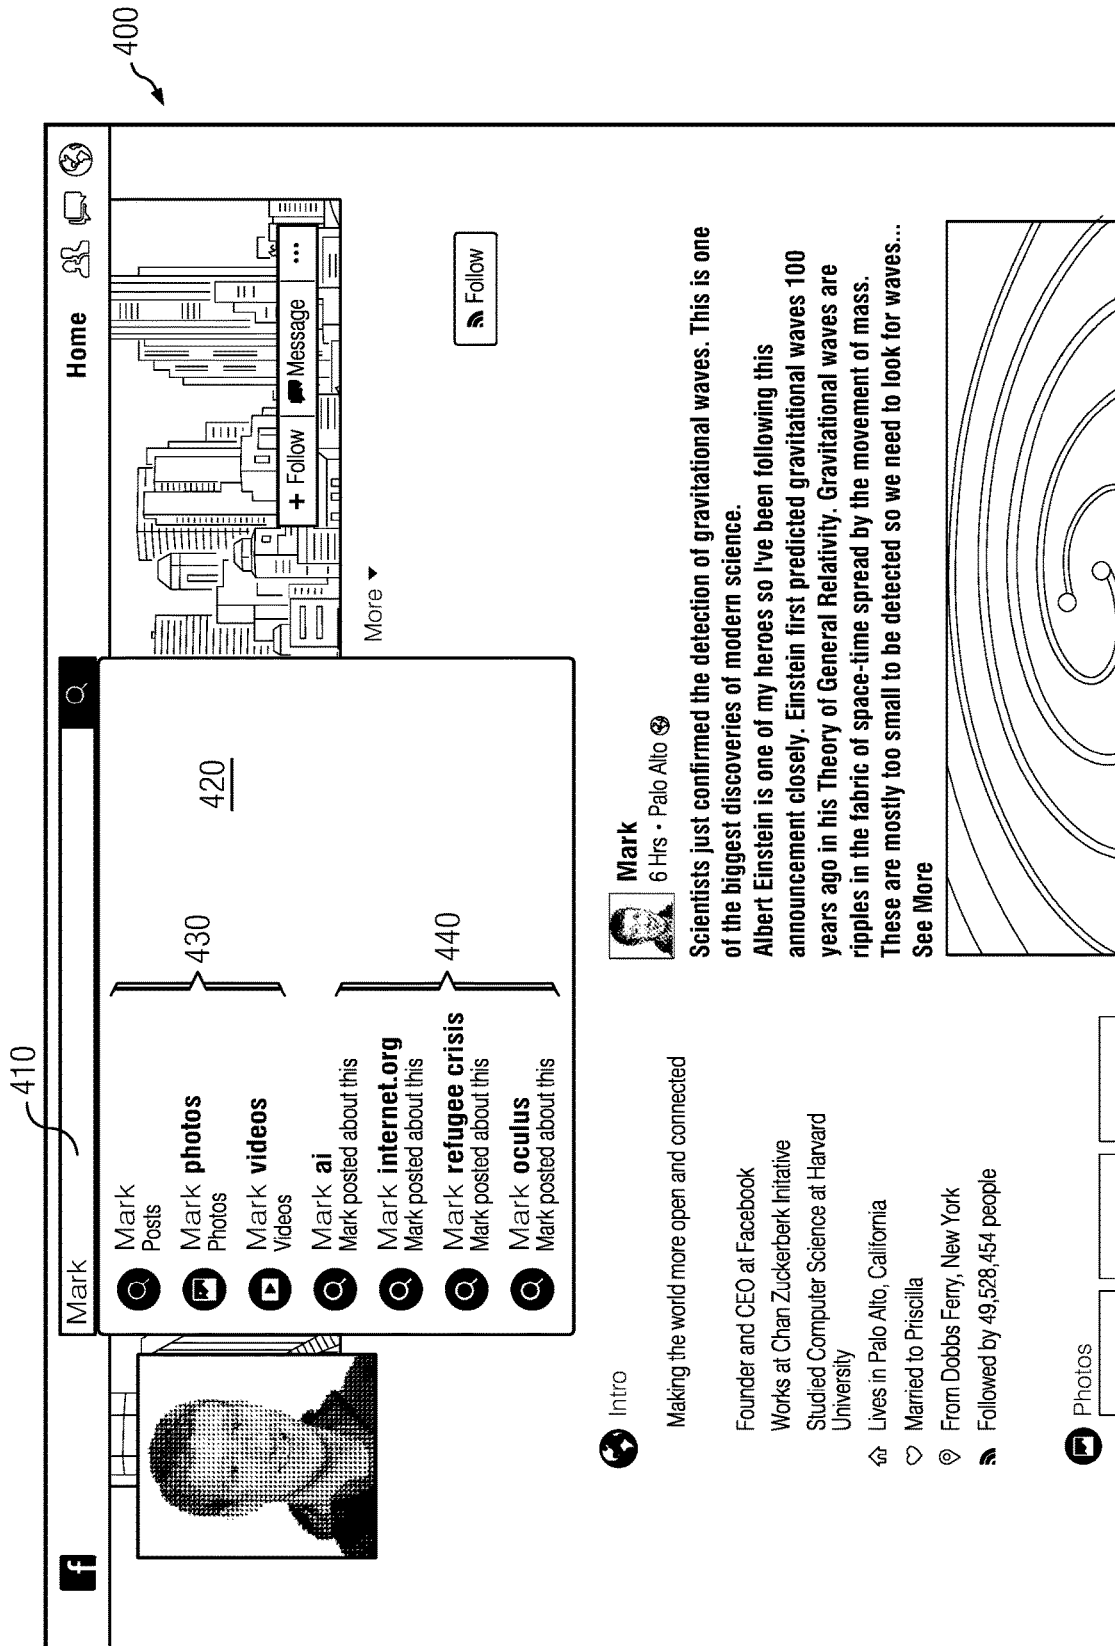 400
410
f
Mark
Home
Mark
Posts
Mark photos
Photos
Mark videos
Videos
Mark ai
Mark posted about this
Mark internet.org
Mark posted about this
Mark refugee crisis
Mark posted about this
Mark oculus
Mark posted about this
430
440
420
+ Follow
Message
...
More
Follow
Intro
Making the world more open and connected
Founder and CEO at Facebook
Works at Chan Zuckerberk Initative
Studied Computer Science at Harvard
University
Lives in Palo Alto, California
Married to Priscilla
From Dobbs Ferry, New York
Followed by 49,528,454 people
Photos
Mark
6 Hrs • Palo Alto
Scientists just confirmed the detection of gravitational waves. This is one
of the biggest discoveries of modern science.
Albert Einstein is one of my heroes so I've been following this
announcement closely. Einstein first predicted gravitational waves 100
years ago in his Theory of General Relativity. Gravitational waves are
ripples in the fabric of space-time spread by the movement of mass.
These are mostly too small to be detected so we need to look for waves...
See More